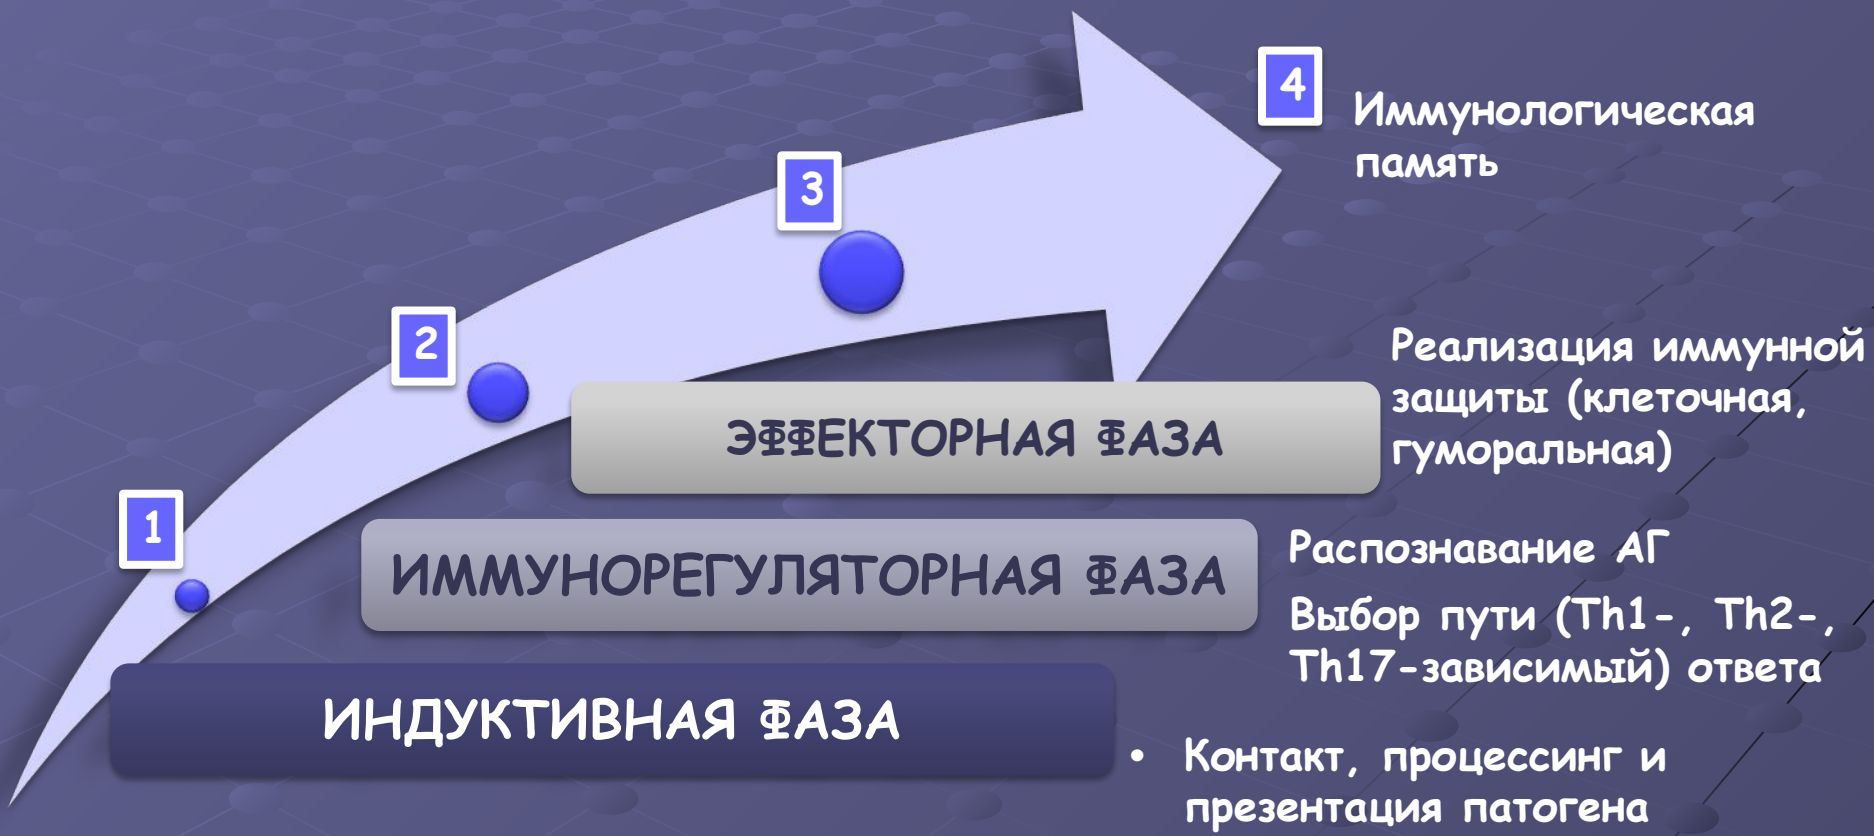 4
Иммунологическая
память
3
2
Реализация иммунной
защиты (клеточная,
гуморальная)
ЭФФЕКТОРНАЯ ФАЗА
1
Распознавание АГ
ИММУНОРЕГУЛЯТОРНАЯ ФАЗА
Выбор пути (Th1-, Th2-,
Th17-зависимый) ответа
ИНДУКТИВНАЯ ФАЗА
• Контакт, процессинг и
презентация патогена